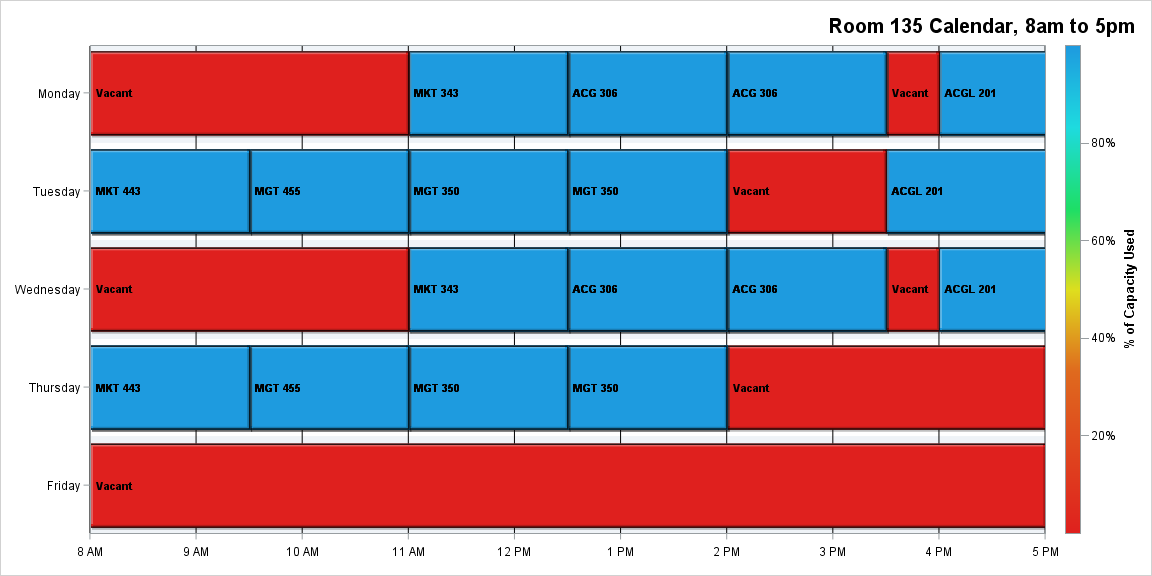 Room 135 Calendar, 8am to 5pm
Monday
Vacant
MKT 343
ACG 306
ACG 306
Vacant
ACGL 201
Tuesday
MKT 443
MGT 455
MGT 350
MGT 350
Vacant
ACGL 201
Wednesday
Vacant
MKT 343
ACG 306
ACG 306
Vacant
ACGL 201
Thursday
MKT 443
MGT 455
MGT 350
MGT 350
Vacant
Friday
Vacant
8 AM
9 AM
10 AM
11 AM
12 PM
1 PM
2 PM
3 PM
4 PM
5 PM
80%
60%
40%
20%
% of Capacity Used